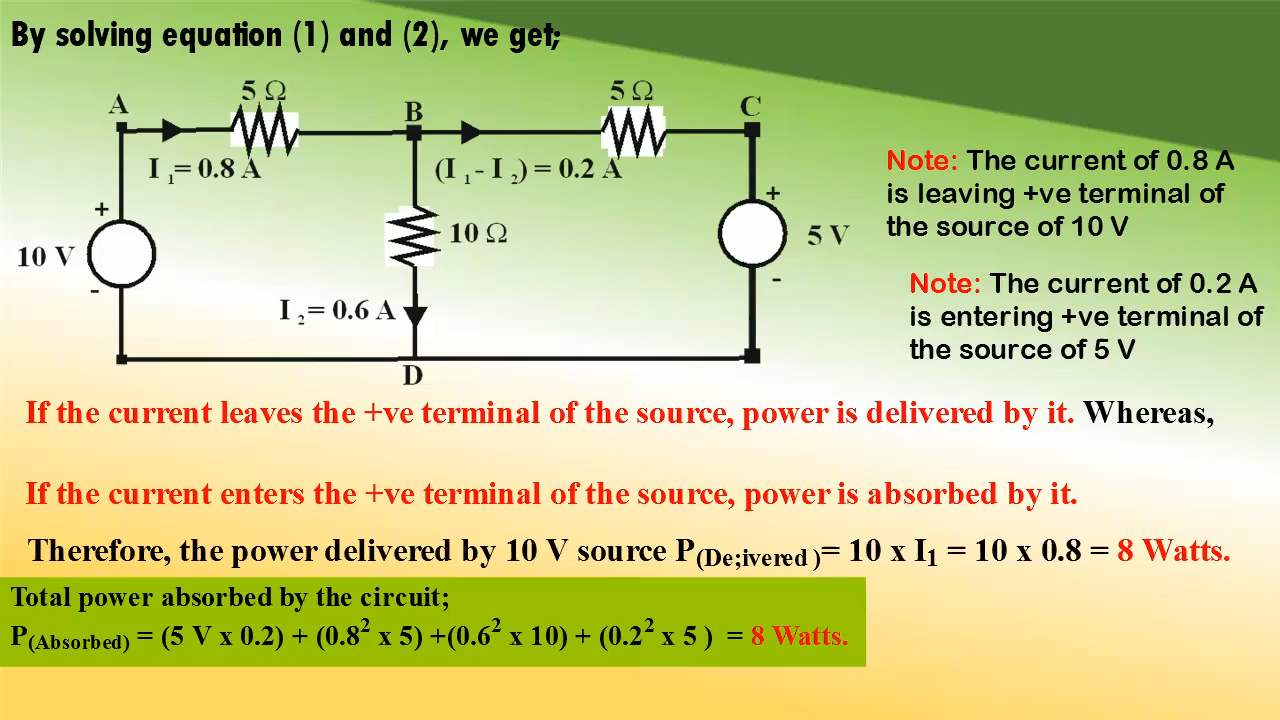 By solving equation (1) and (2), we get;
A
5 Ω
B
5 Ω
C
I 1= 0.8 A
(I 1 - I 2) = 0.2 A
+
+
10 V
10 Ω
5 V
-
-
I 2 = 0.6 A
D
Note: The current of 0.8 A
is leaving +ve terminal of
the source of 10 V
Note: The current of 0.2 A
is entering +ve terminal of
the source of 5 V
If the current leaves the +ve terminal of the source, power is delivered by it. Whereas,
If the current enters the +ve terminal of the source, power is absorbed by it.
Therefore, the power delivered by 10 V source P(De;ivered )= 10 x I1 = 10 x 0.8 = 8 Watts.
Total power absorbed by the circuit;
P(Absorbed) = (5 V x 0.2) + (0.8² x 5) +(0.6² x 10) + (0.2² x 5 ) = 8 Watts.